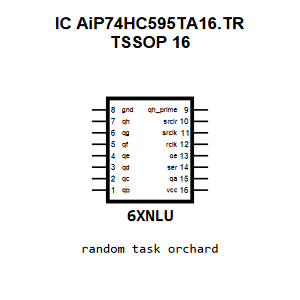 IC AiP74HC595TA16.TR
TSSOP 16
8 gnd qh_prime 9
7 qh srclr 10
6 qg srclk 11
5 qf rclk 12
4 qe oe 13
3 qd ser 14
2 qc qa 15
1 qb vcc 16
6XNLU
random task orchard